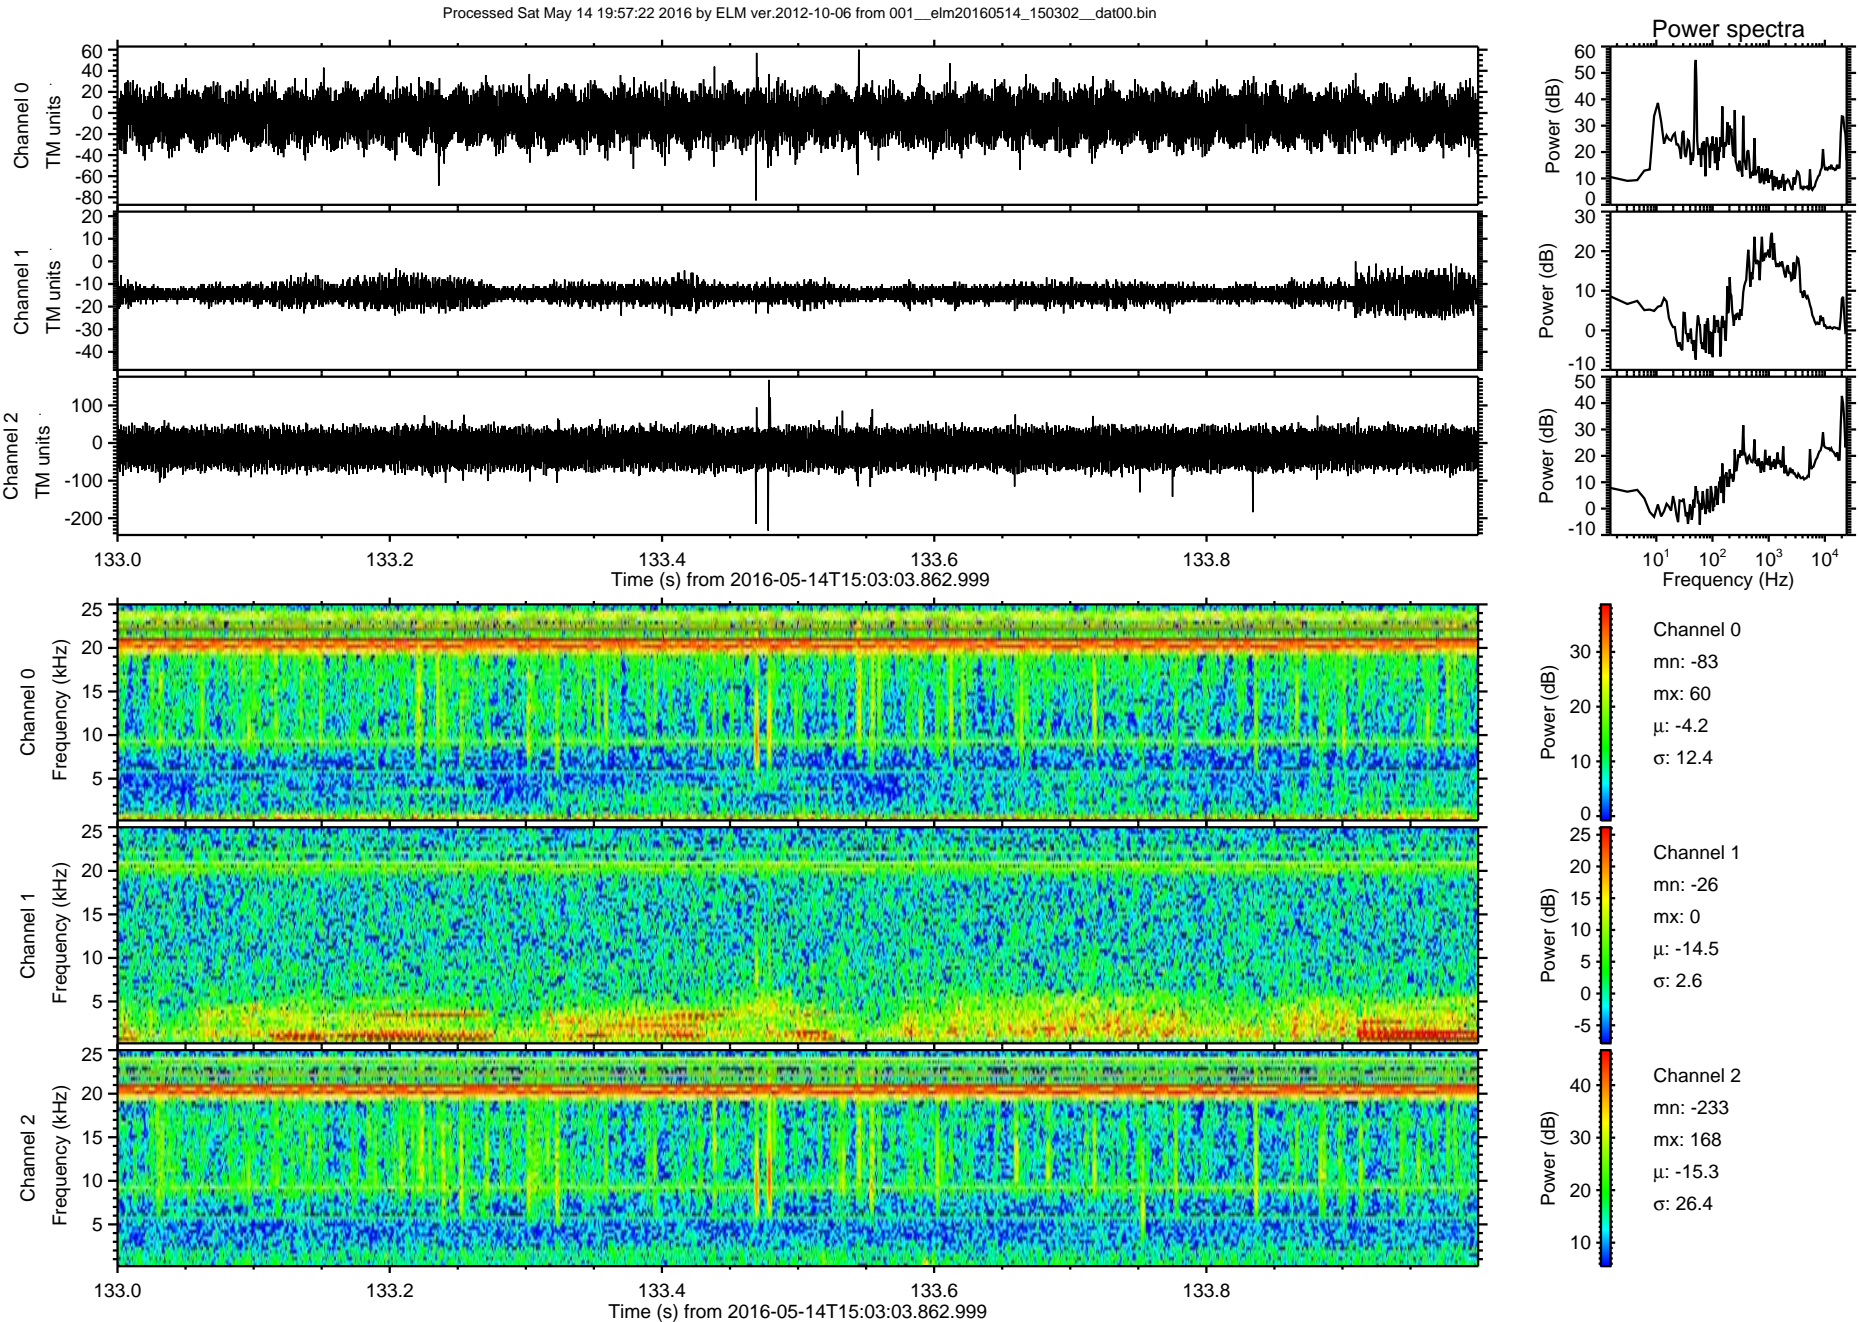 Processed Sat May 14 19:57:22 2016 by ELM ver.2012-10-06 from 001__elm20160514_150302__dat00.bin
Power spectra
Channel 0
TM units
60
40
20
0
-20
-40
-60
-80
Power (dB)
60
50
40
30
20
10
0
Channel 1
TM units
20
10
0
-10
-20
-30
-40
Power (dB)
30
20
10
0
-10
Channel 2
TM units
100
0
-100
-200
Power (dB)
50
40
30
20
10
0
-10
133.0 133.2 133.4 133.6 133.8
Time (s) from 2016-05-14T15:03:03.862.999
10¹ 10² 10³ 10⁴
Frequency (Hz)
Channel 0
Frequency (kHz)
25
20
15
10
5
Power (dB)
30
20
10
0
Channel 0
mn: -83
mx: 60
μ: -4.2
σ: 12.4
Channel 1
Frequency (kHz)
25
20
15
10
5
Power (dB)
25
20
15
10
5
0
-5
Channel 1
mn: -26
mx: 0
μ: -14.5
σ: 2.6
Channel 2
Frequency (kHz)
25
20
15
10
5
Power (dB)
40
30
20
10
Channel 2
mn: -233
mx: 168
μ: -15.3
σ: 26.4
133.0 133.2 133.4 133.6 133.8
Time (s) from 2016-05-14T15:03:03.862.999